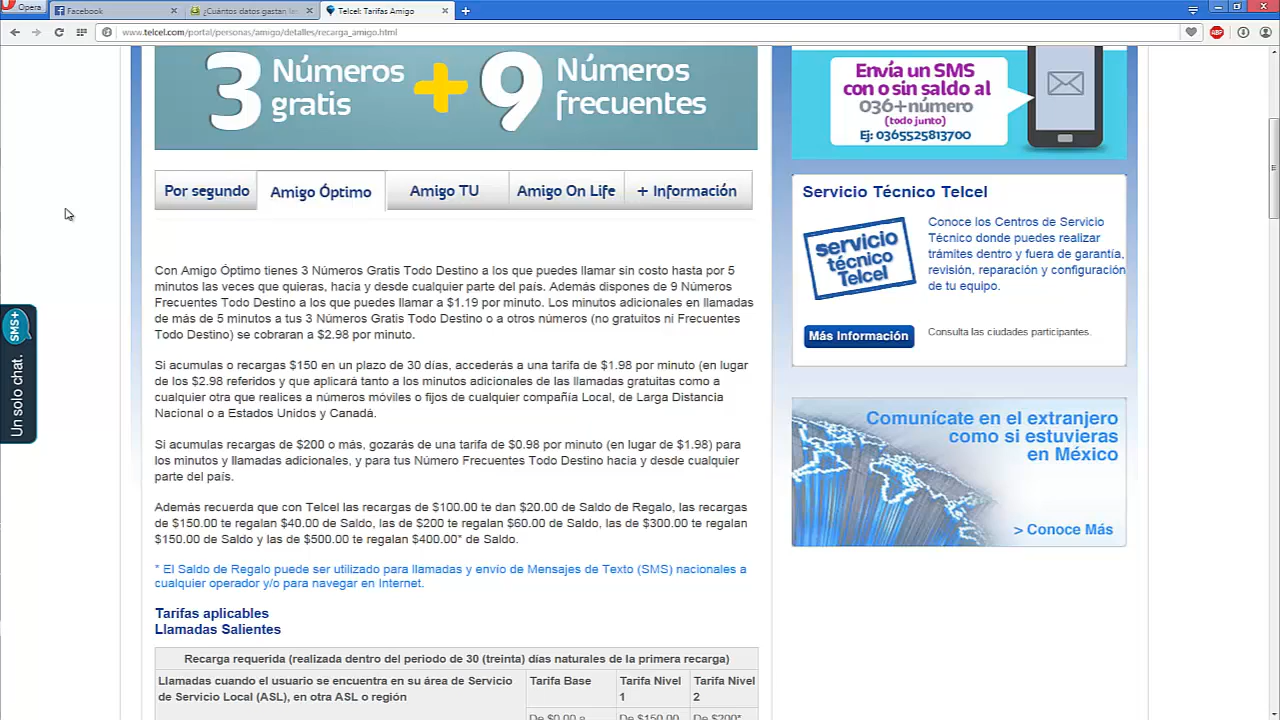 Opera
Facebook
¿Cuántos datos gastan las
Telcel: Tarifas Amigo
www.telcel.com/portal/personas/amigo/detalles/recarga_amigo.html
ABP
3 Números gratis + 9 Números frecuentes
Por segundo
Amigo Óptimo
Amigo TU
Amigo On Life
+ Información
Con Amigo Óptimo tienes 3 Números Gratis Todo Destino a los que puedes llamar sin costo hasta por 5
minutos las veces que quieras, hacia y desde cualquier parte del país. Además dispones de 9 Números
Frecuentes Todo Destino a los que puedes llamar a $1.19 por minuto. Los minutos adicionales en llamadas
de más de 5 minutos a tus 3 Números Gratis Todo Destino o a otros números (no gratuitos ni Frecuentes
Todo Destino) se cobraran a $2.98 por minuto.
Si acumulas o recargas $150 en un plazo de 30 días, accederás a una tarifa de $1.98 por minuto (en lugar
de los $2.98 referidos y que aplicará tanto a los minutos adicionales de las llamadas gratuitas como a
cualquier otra que realices a números móviles o fijos de cualquier compañía Local, de Larga Distancia
Nacional o a Estados Unidos y Canadá.
Si acumulas recargas de $200 o más, gozarás de una tarifa de $0.98 por minuto (en lugar de $1.98) para
los minutos y llamadas adicionales, y para tus Número Frecuentes Todo Destino hacia y desde cualquier
parte del país.
Además recuerda que con Telcel las recargas de $100.00 te dan $20.00 de Saldo de Regalo, las recargas
de $150.00 te regalan $40.00 de Saldo, las de $200 te regalan $60.00 de Saldo, las de $300.00 te regalan
$150.00 de Saldo y las de $500.00 te regalan $400.00* de Saldo.
* El Saldo de Regalo puede ser utilizado para llamadas y envío de Mensajes de Texto (SMS) nacionales a
cualquier operador y/o para navegar en Internet.
Tarifas aplicables
Llamadas Salientes
Recarga requerida (realizada dentro del periodo de 30 (treinta) días naturales de la primera recarga)
Llamadas cuando el usuario se encuentra en su área de Servicio
de Servicio Local (ASL), en otra ASL o región
Tarifa Base
Tarifa Nivel
1
Tarifa Nivel
2
De $0.00 a
De $150.00
De $200*
Envía un SMS
con o sin saldo al
036+número
(todo junto)
Ej: 0365525813700
Servicio Técnico Telcel
servicio
técnico
Telcel
Conoce los Centros de Servicio
Técnico donde puedes realizar
trámites dentro y fuera de garantía,
revisión, reparación y configuración
de tu equipo.
Más Información
Consulta las ciudades participantes.
Comunícate en el extranjero
como si estuvieras
en México
> Conoce Más
SMS+
Un solo chat.